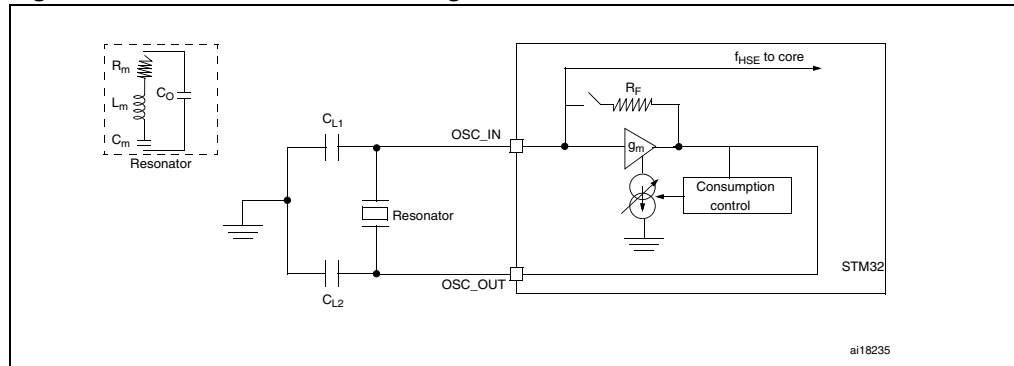 Rm
Lm
CO
Cm
Resonator
CL1
CL2
Resonator
OSC_IN
OSC_OUT
fHSE to core
RF
gm
Consumption
control
STM32
ai18235